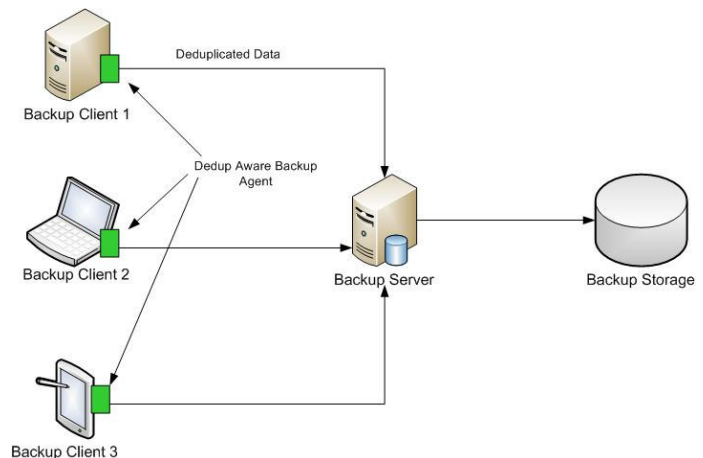 Deduplicated Data
Backup Client 1
Dedup Aware Backup
Agent
Backup Client 2
Backup Server
Backup Storage
Backup Client 3